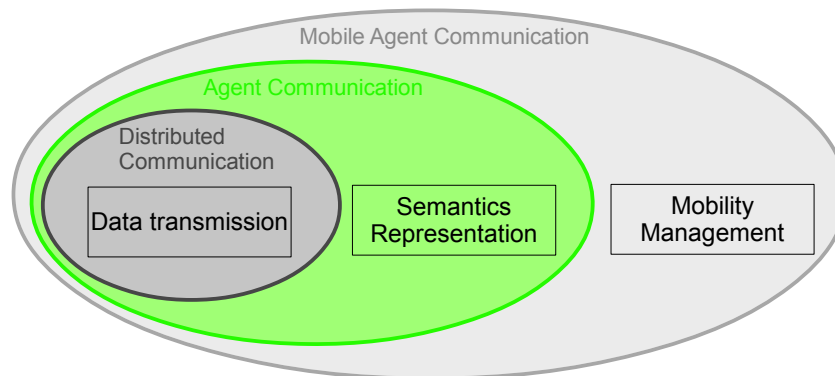 Mobile Agent Communication
Agent Communication
Distributed
Communication
Data transmission
Semantics
Representation
Mobility
Management